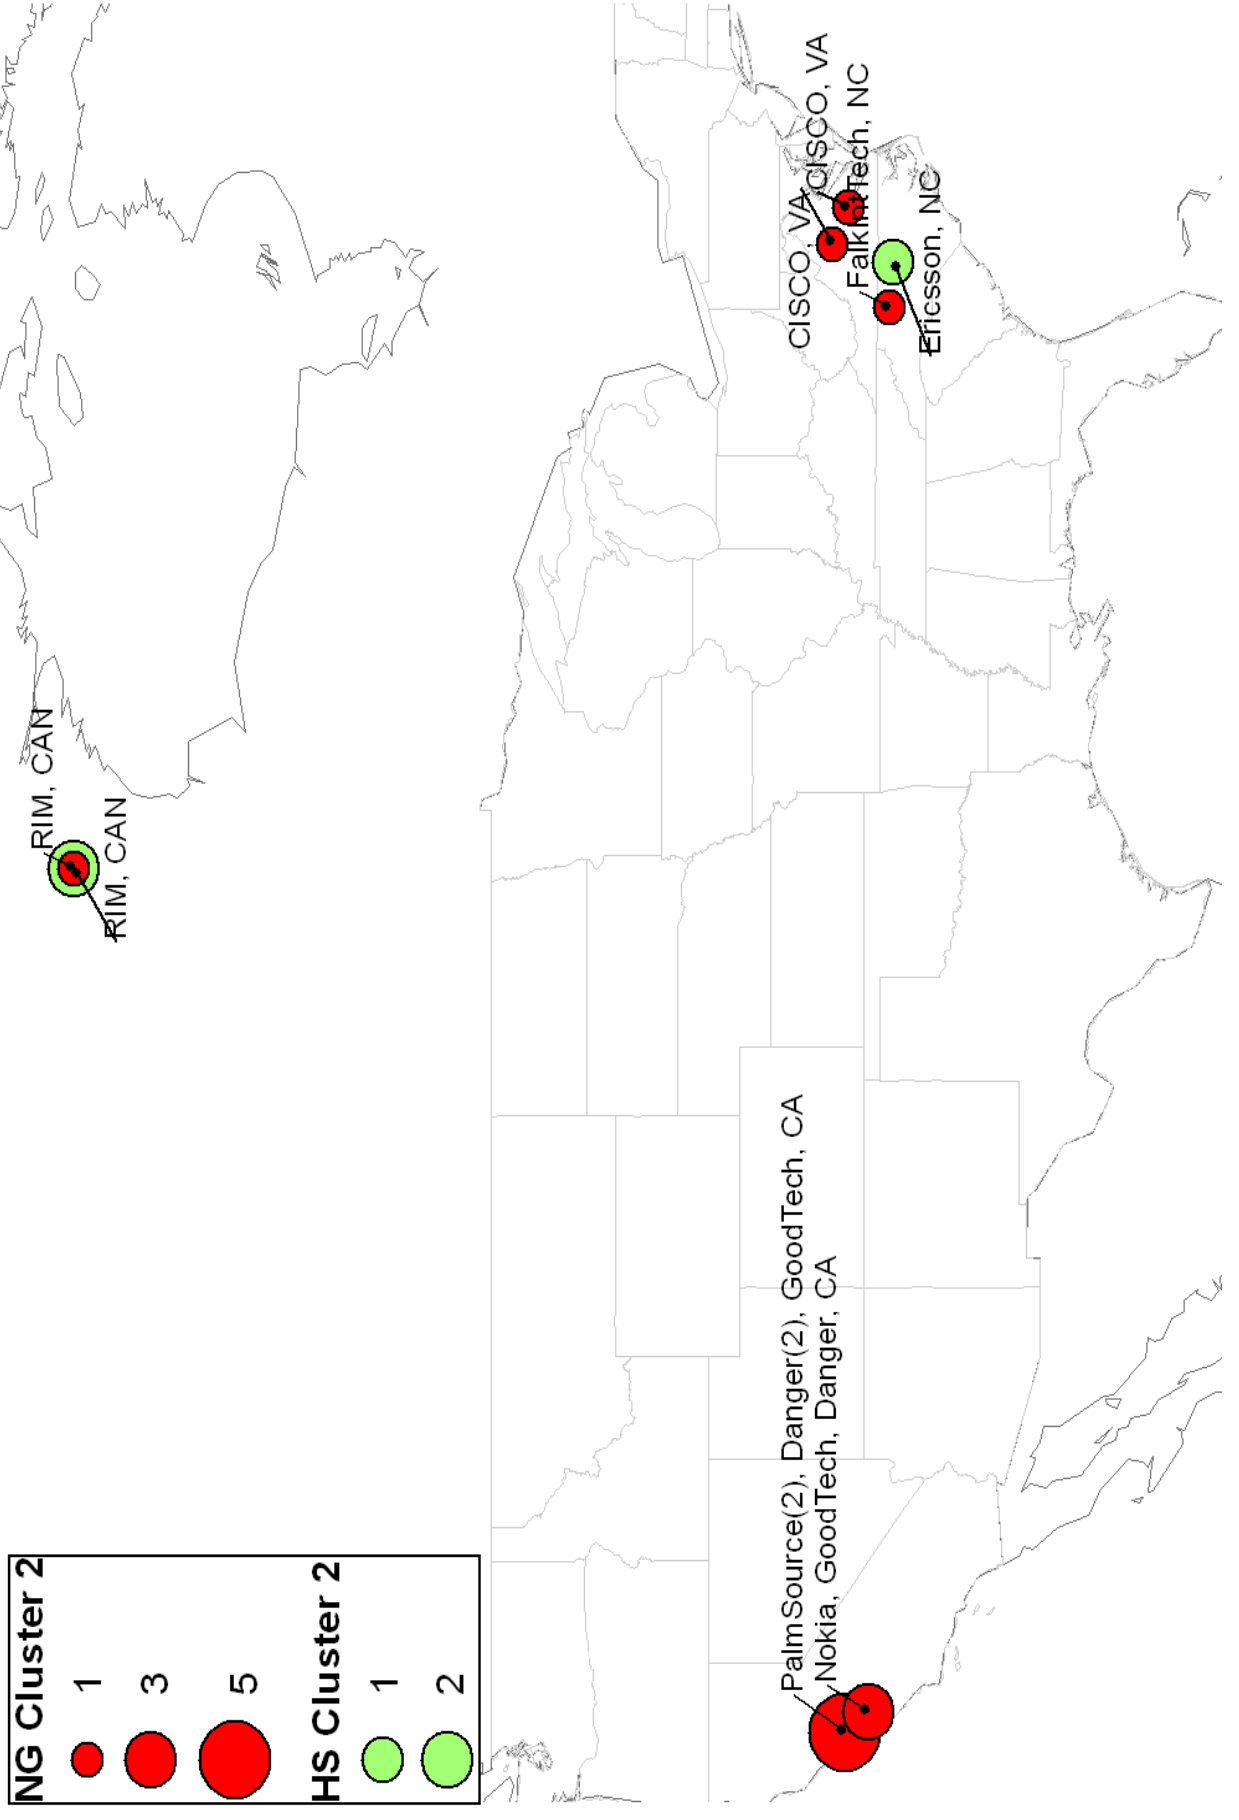 NG Cluster 2
1
3
5
HS Cluster 2
1
2
RIM, CAN
RIM, CAN
CISCO, VA
CISCO, VA
FalkIntTech, NC
Ericsson, NC
PalmSource(2), Danger(2), GoodTech, CA
Nokia, GoodTech, Danger, CA